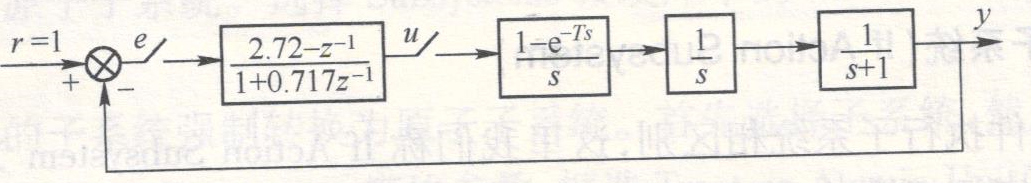 r=1
+
−
e
2.72-z⁻¹
1+0.717z⁻¹
u
1-e⁻ᵀˢ
s
1
s
1
s+1
y